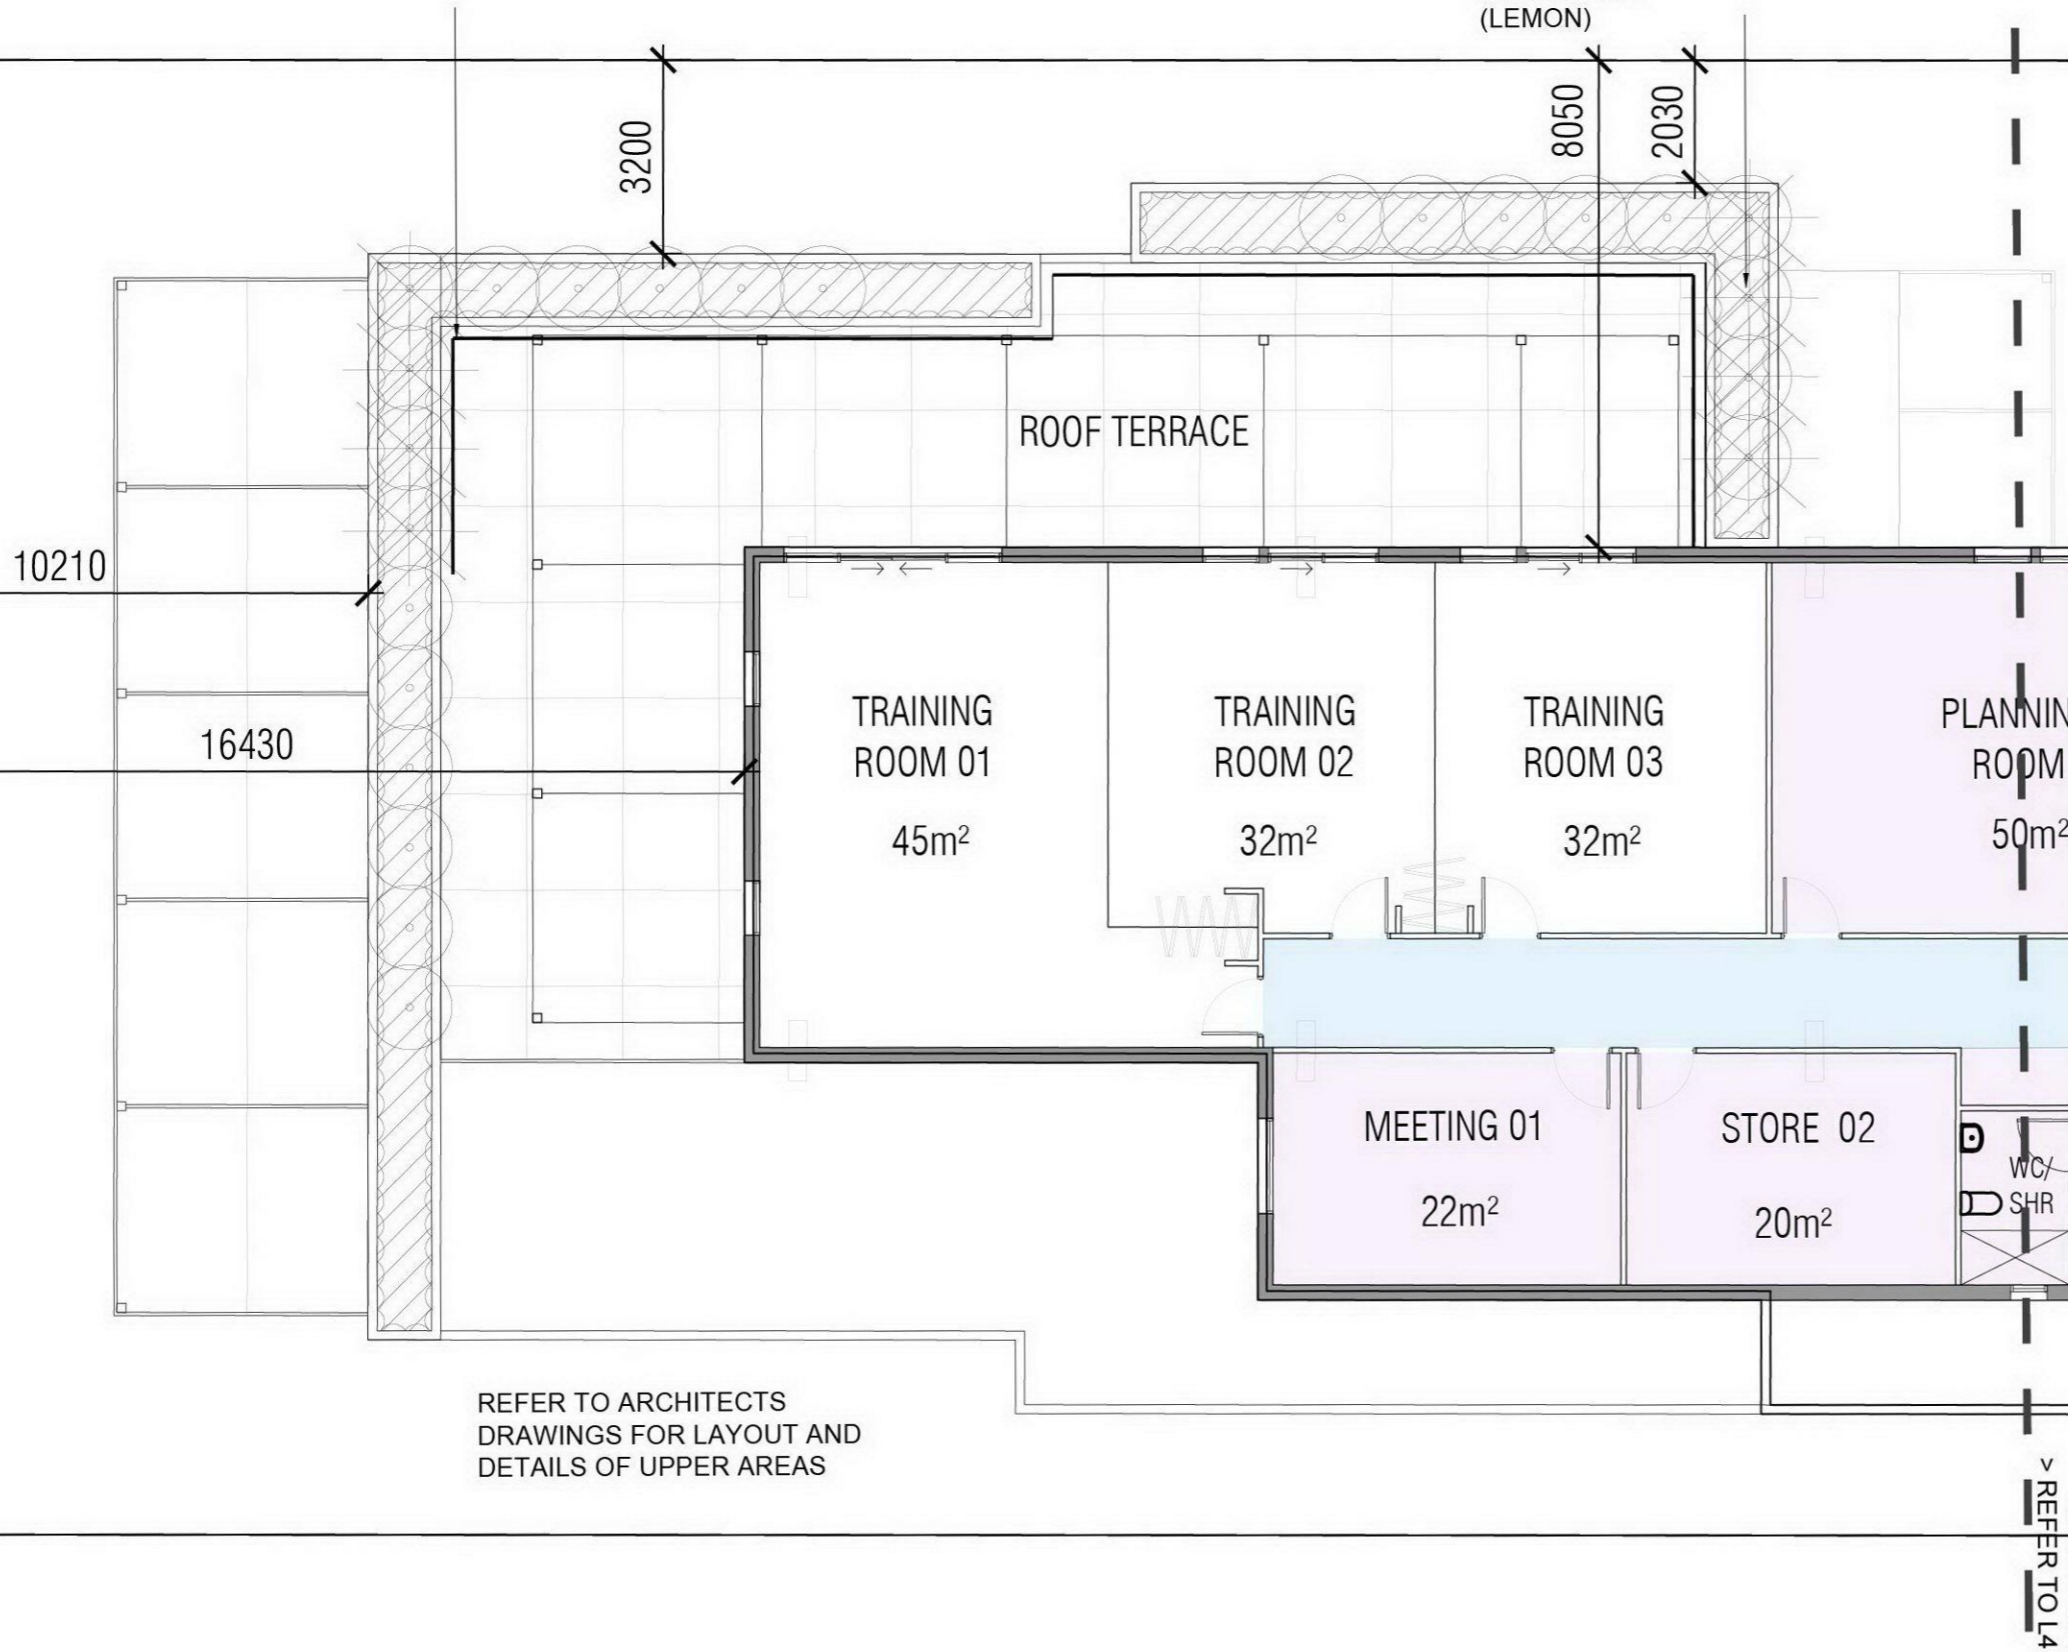 (LEMON)
3200
8050
2030
ROOF TERRACE
10210
16430
TRAINING
ROOM 01
45m²
TRAINING
ROOM 02
32m²
TRAINING
ROOM 03
32m²
PLANNIN
ROOM
50m²
MEETING 01
22m²
STORE 02
20m²
WC/
SHR
REFER TO ARCHITECTS
DRAWINGS FOR LAYOUT AND
DETAILS OF UPPER AREAS
> REFER TO L4